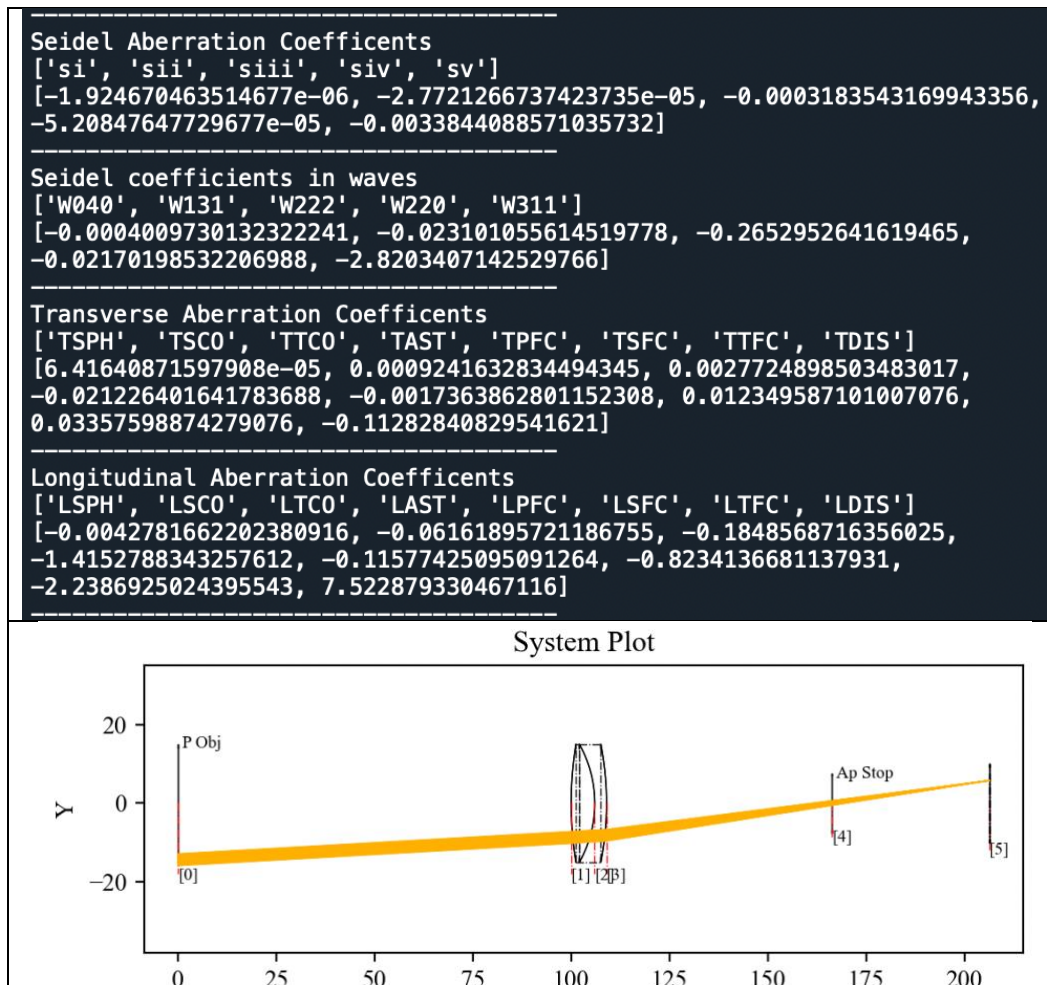 Seidel Aberration Coefficents
['si', 'sii', 'siii', 'siv', 'sv']
[-1.924670463514677e-06, -2.7721266737423735e-05, -0.0003183543169943356,
-5.20847647729677e-05, -0.0033844088571035732]
Seidel coefficients in waves
['W040', 'W131', 'W222', 'W220', 'W311']
[-0.0004009730132322241, -0.023101055614519778, -0.2652952641619465,
-0.02170198532206988, -2.8203407142529766]
Transverse Aberration Coefficents
['TSPH', 'TSCO', 'TTCO', 'TAST', 'TPFC', 'TSFC', 'TTFC', 'TDIS']
[6.41640871597908e-05, 0.0009241632834494345, 0.0027724898503483017,
-0.021226401641783688, -0.0017363862801152308, 0.012349587101007076,
0.03357598874279076, -0.11282840829541621]
Longitudinal Aberration Coefficents
['LSPH', 'LSCO', 'LTCO', 'LAST', 'LPFC', 'LSFC', 'LTFC', 'LDIS']
[-0.0042781662202380916, -0.06161895721186755, -0.1848568716356025,
-1.4152788343257612, -0.11577425095091264, -0.8234136681137931,
-2.2386925024395543, 7.522879330467116]
System Plot
20
P Obj
Ap Stop
Y
0
[4]
[5]
−20
[0]
[1]
[2]
[3]
0 25 50 75 100 125 150 175 200